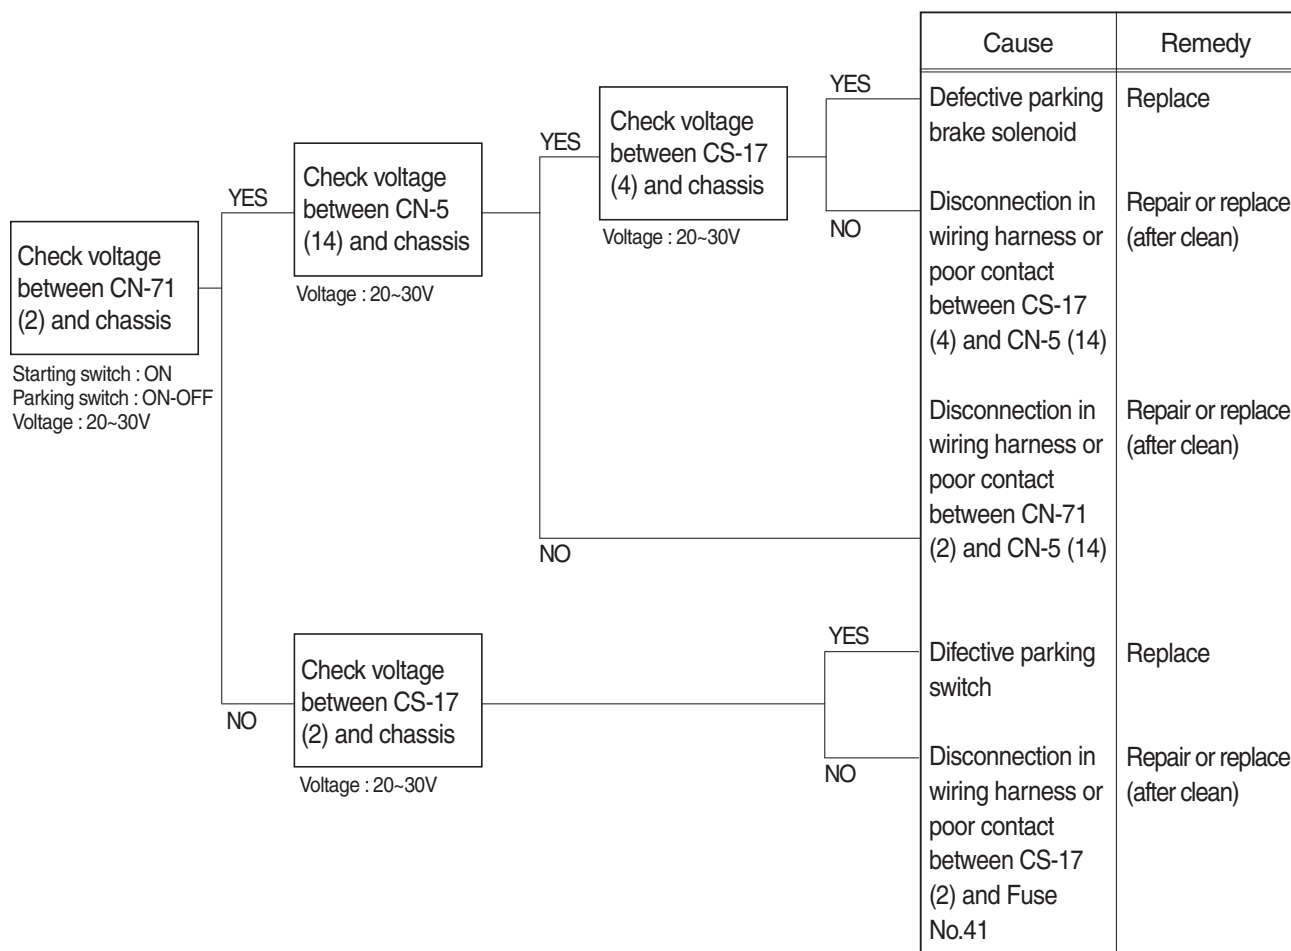 Cause
Remedy
YES
Defective parking
brake solenoid
Replace
Check voltage
between CS-17
(4) and chassis
Voltage : 20~30V
NO
Disconnection in
wiring harness or
poor contact
between CS-17
(4) and CN-5 (14)
Repair or replace
(after clean)
YES
Check voltage
between CN-5
(14) and chassis
Voltage : 20~30V
YES
Check voltage
between CN-71
(2) and chassis
Starting switch : ON
Parking switch : ON-OFF
Voltage : 20~30V
NO
Disconnection in
wiring harness or
poor contact
between CN-71
(2) and CN-5 (14)
Repair or replace
(after clean)
NO
Check voltage
between CS-17
(2) and chassis
Voltage : 20~30V
YES
Difective parking
switch
Replace
NO
Disconnection in
wiring harness or
poor contact
between CS-17
(2) and Fuse
No.41
Repair or replace
(after clean)